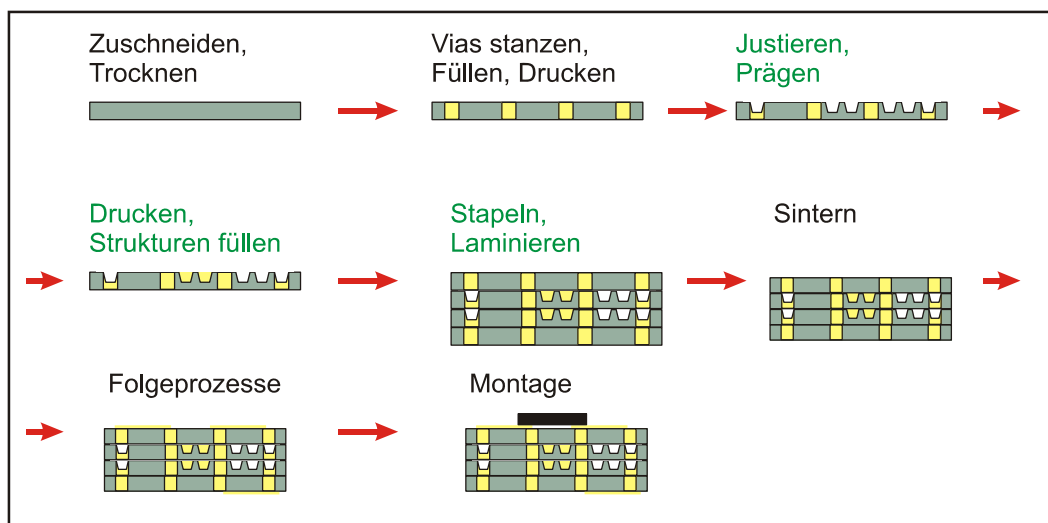 Zuschneiden,
Trocknen
Vias stanzen,
Füllen, Drucken
Justieren,
Prägen
Drucken,
Strukturen füllen
Stapeln,
Laminieren
Sintern
Folgeprozesse
Montage